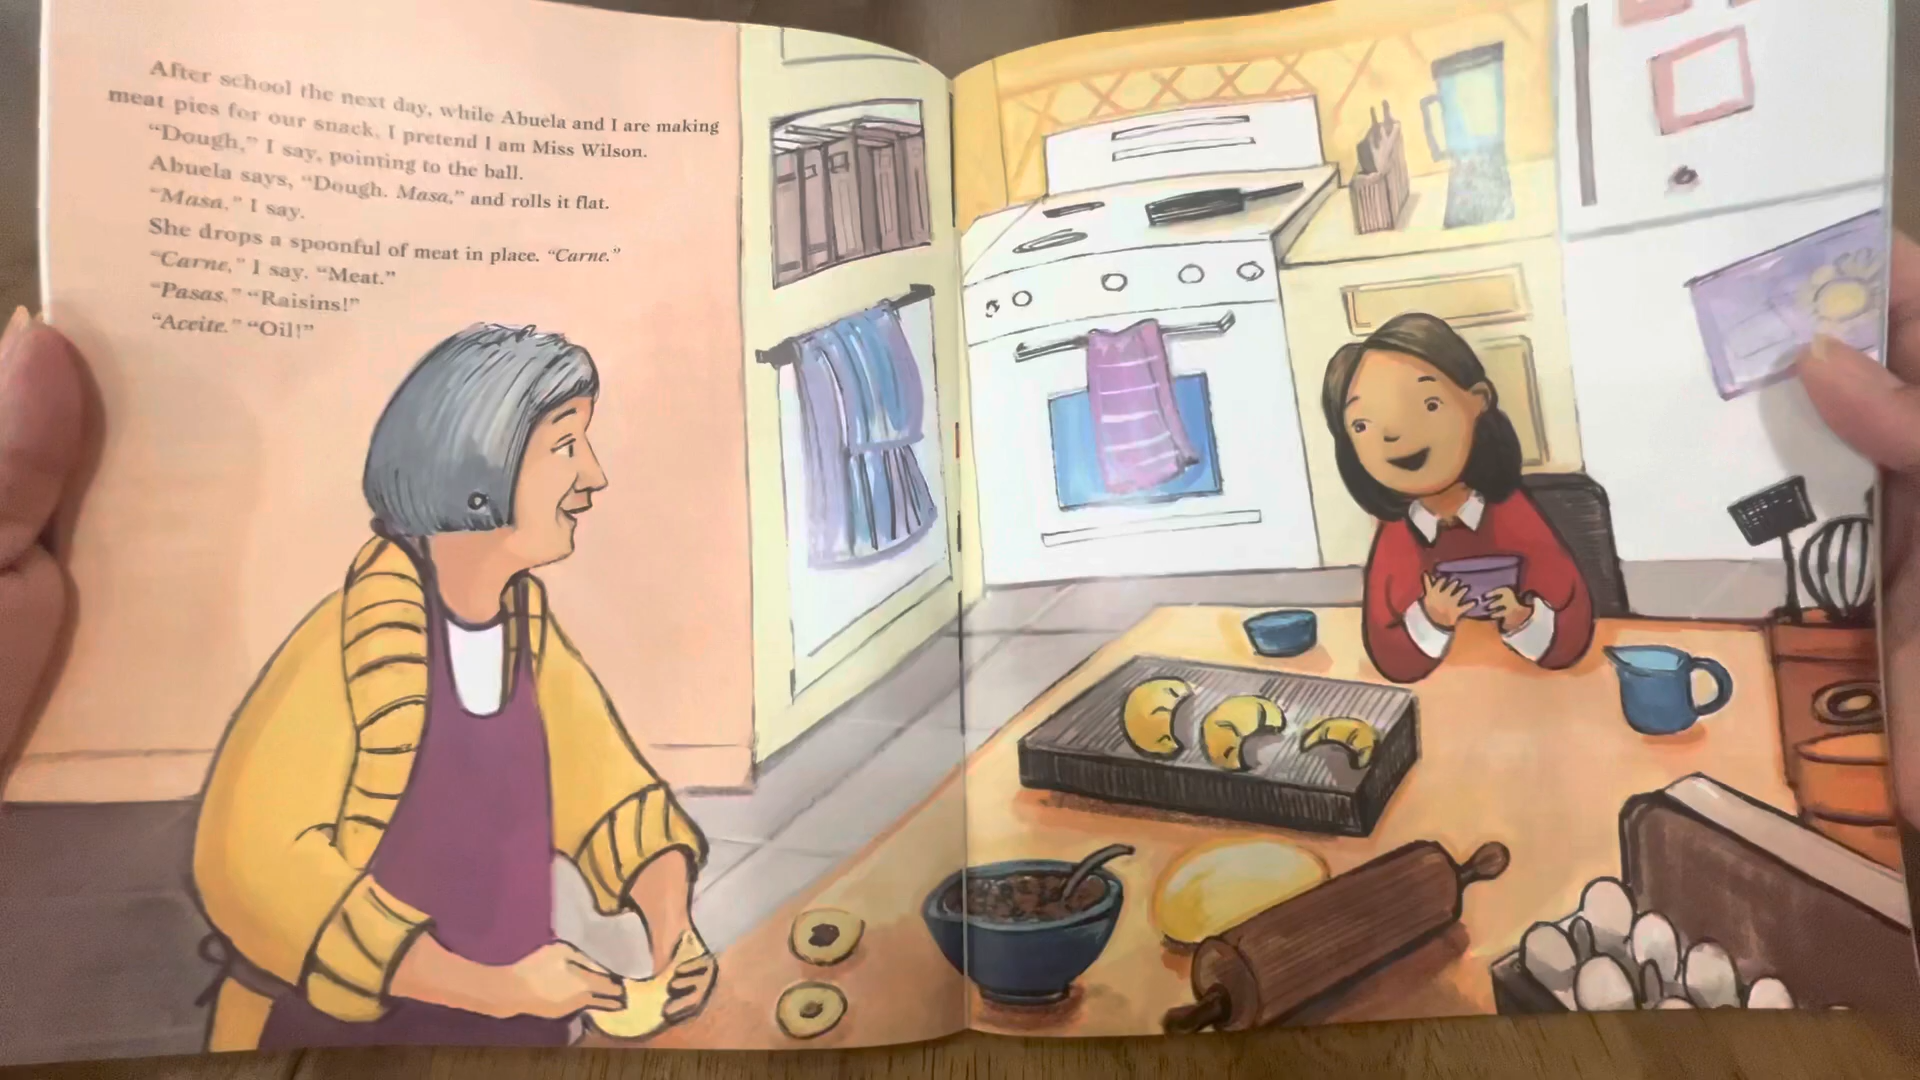 After school the next day, while Abuela and I are making
meat pies for our snack, I pretend I am Miss Wilson.
“Dough,” I say, pointing to the ball.
Abuela says, “Dough. Masa,” and rolls it flat.
“Masa,” I say.
She drops a spoonful of meat in place. “Carne.”
“Carne,” I say. “Meat.”
“Pasas.” “Raisins!”
“Aceite.” “Oil!”